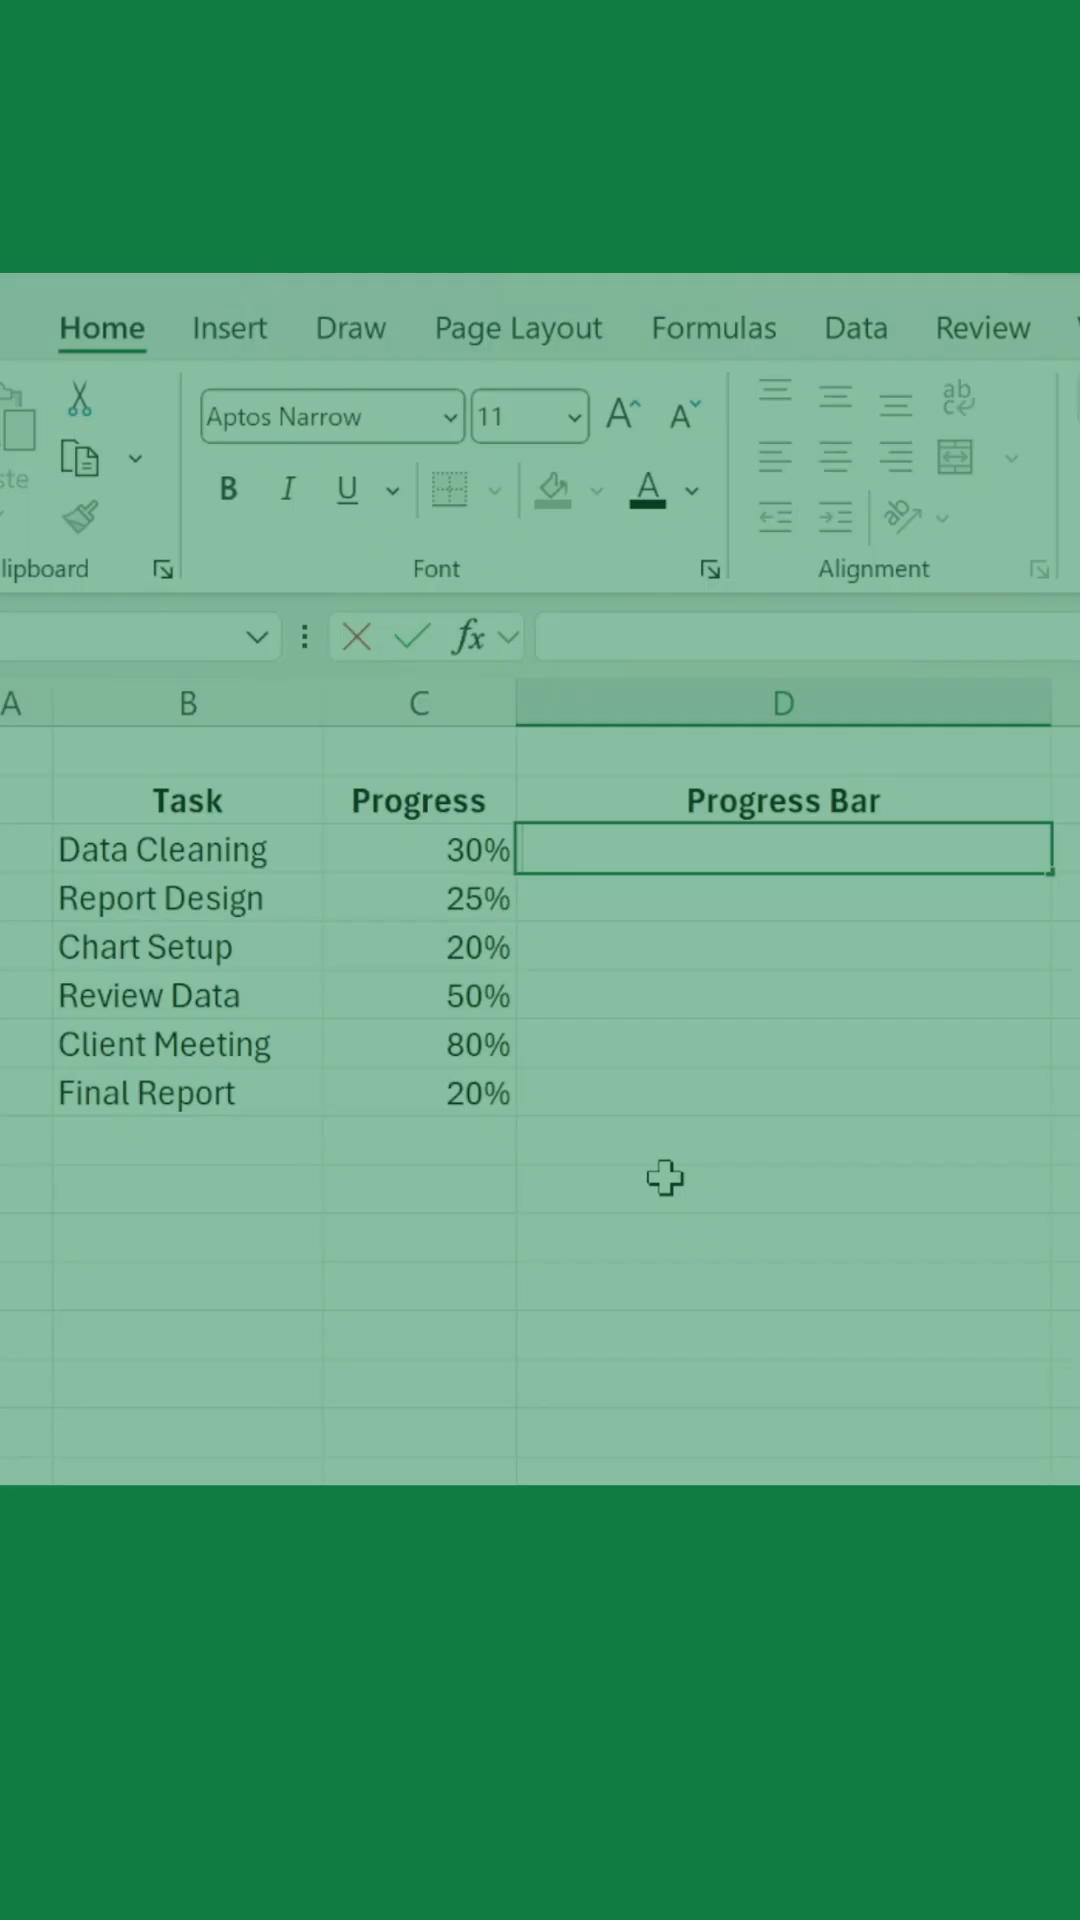 Home Insert Draw Page Layout Formulas Data Review
ab
c
Aptos Narrow 11 A A
ste
B I U A ab
lipboard Font Alignment
fx
A B C D
Task Progress Progress Bar
Data Cleaning 30%
Report Design 25%
Chart Setup 20%
Review Data 50%
Client Meeting 80%
Final Report 20%